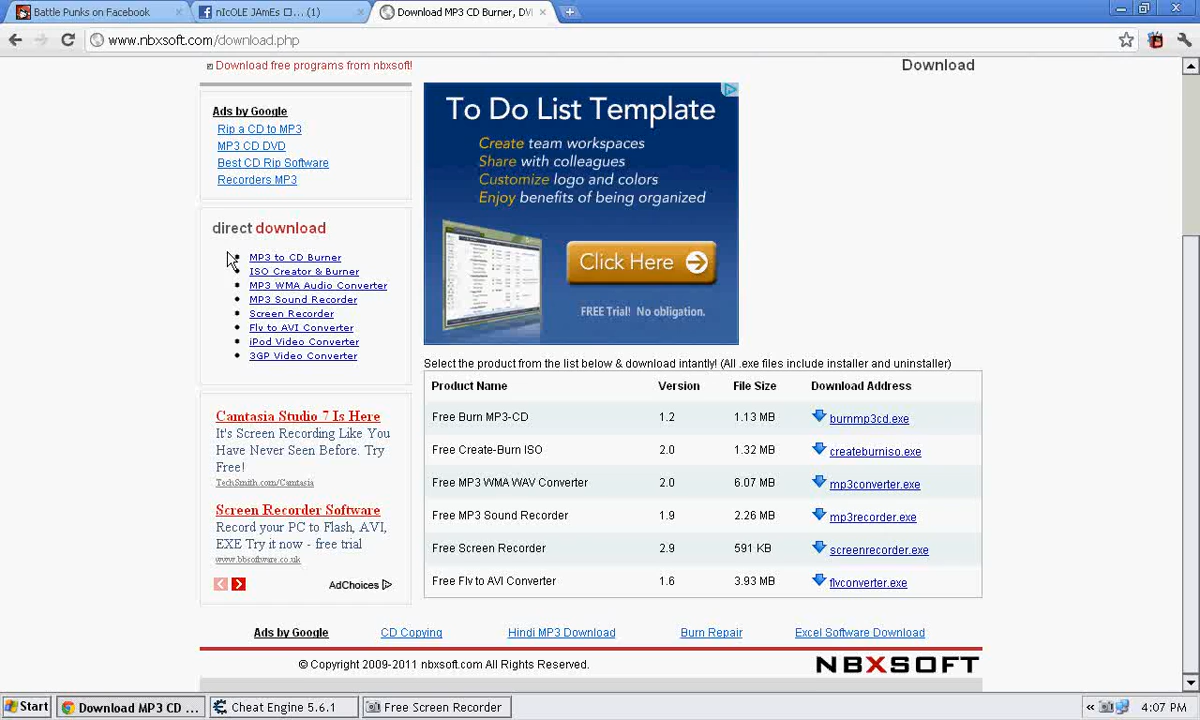 Battle Punks on Facebook
nIcOLE JAmEs
(1)
Download MP3 CD Burner, DV
www.nbxsoft.com/download.php
Download free programs from nbxsoft!
Download
Ads by Google
Rip a CD to MP3
MP3 CD DVD
Best CD Rip Software
Recorders MP3
direct download
MP3 to CD Burner
ISO Creator & Burner
MP3 WMA Audio Converter
MP3 Sound Recorder
Screen Recorder
Flv to AVI Converter
iPod Video Converter
3GP Video Converter
Camtasia Studio 7 Is Here
It's Screen Recording Like You
Have Never Seen Before. Try
Free!
TechSmith.com/Camtasia
Screen Recorder Software
Record your PC to Flash, AVI,
EXE Try it now - free trial
www.bbsoftware.co.uk
AdChoices
To Do List Template
Create team workspaces
Share with colleagues
Customize logo and colors
Enjoy benefits of being organized
Click Here
FREE Trial! No obligation.
Select the product from the list below & download intantly! (All .exe files include installer and uninstaller)
Product Name Version File Size Download Address
Free Burn MP3-CD 1.2 1.13 MB burnmp3cd.exe
Free Create-Burn ISO 2.0 1.32 MB createburniso.exe
Free MP3 WMA WAV Converter 2.0 6.07 MB mp3converter.exe
Free MP3 Sound Recorder 1.9 2.26 MB mp3recorder.exe
Free Screen Recorder 2.9 591 KB screenrecorder.exe
Free Flv to AVI Converter 1.6 3.93 MB flvconverter.exe
Ads by Google CD Copying Hindi MP3 Download Burn Repair Excel Software Download
© Copyright 2009-2011 nbxsoft.com All Rights Reserved.
NBXSOFT
Start
Download MP3 CD ...
Cheat Engine 5.6.1
Free Screen Recorder
4:07 PM